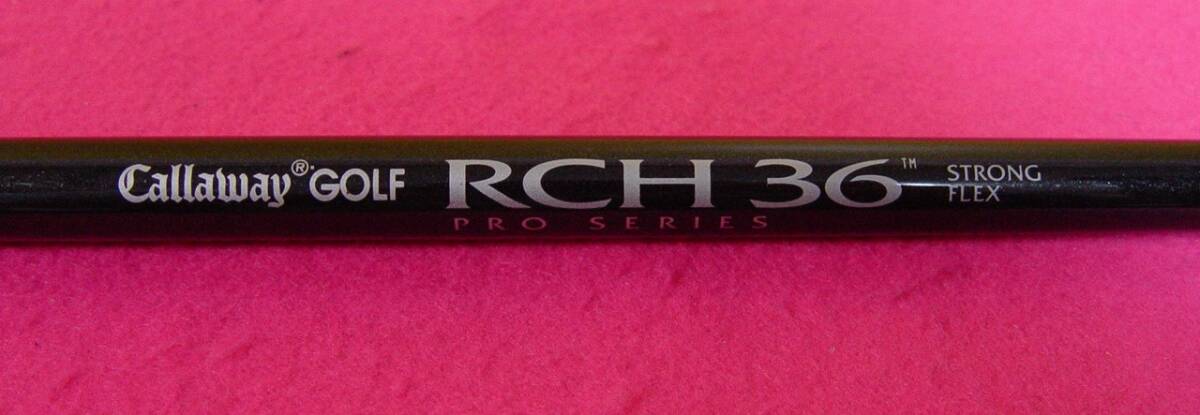 Callaway® GOLF RCH 36™ STRONG FLEX
PRO SERIES